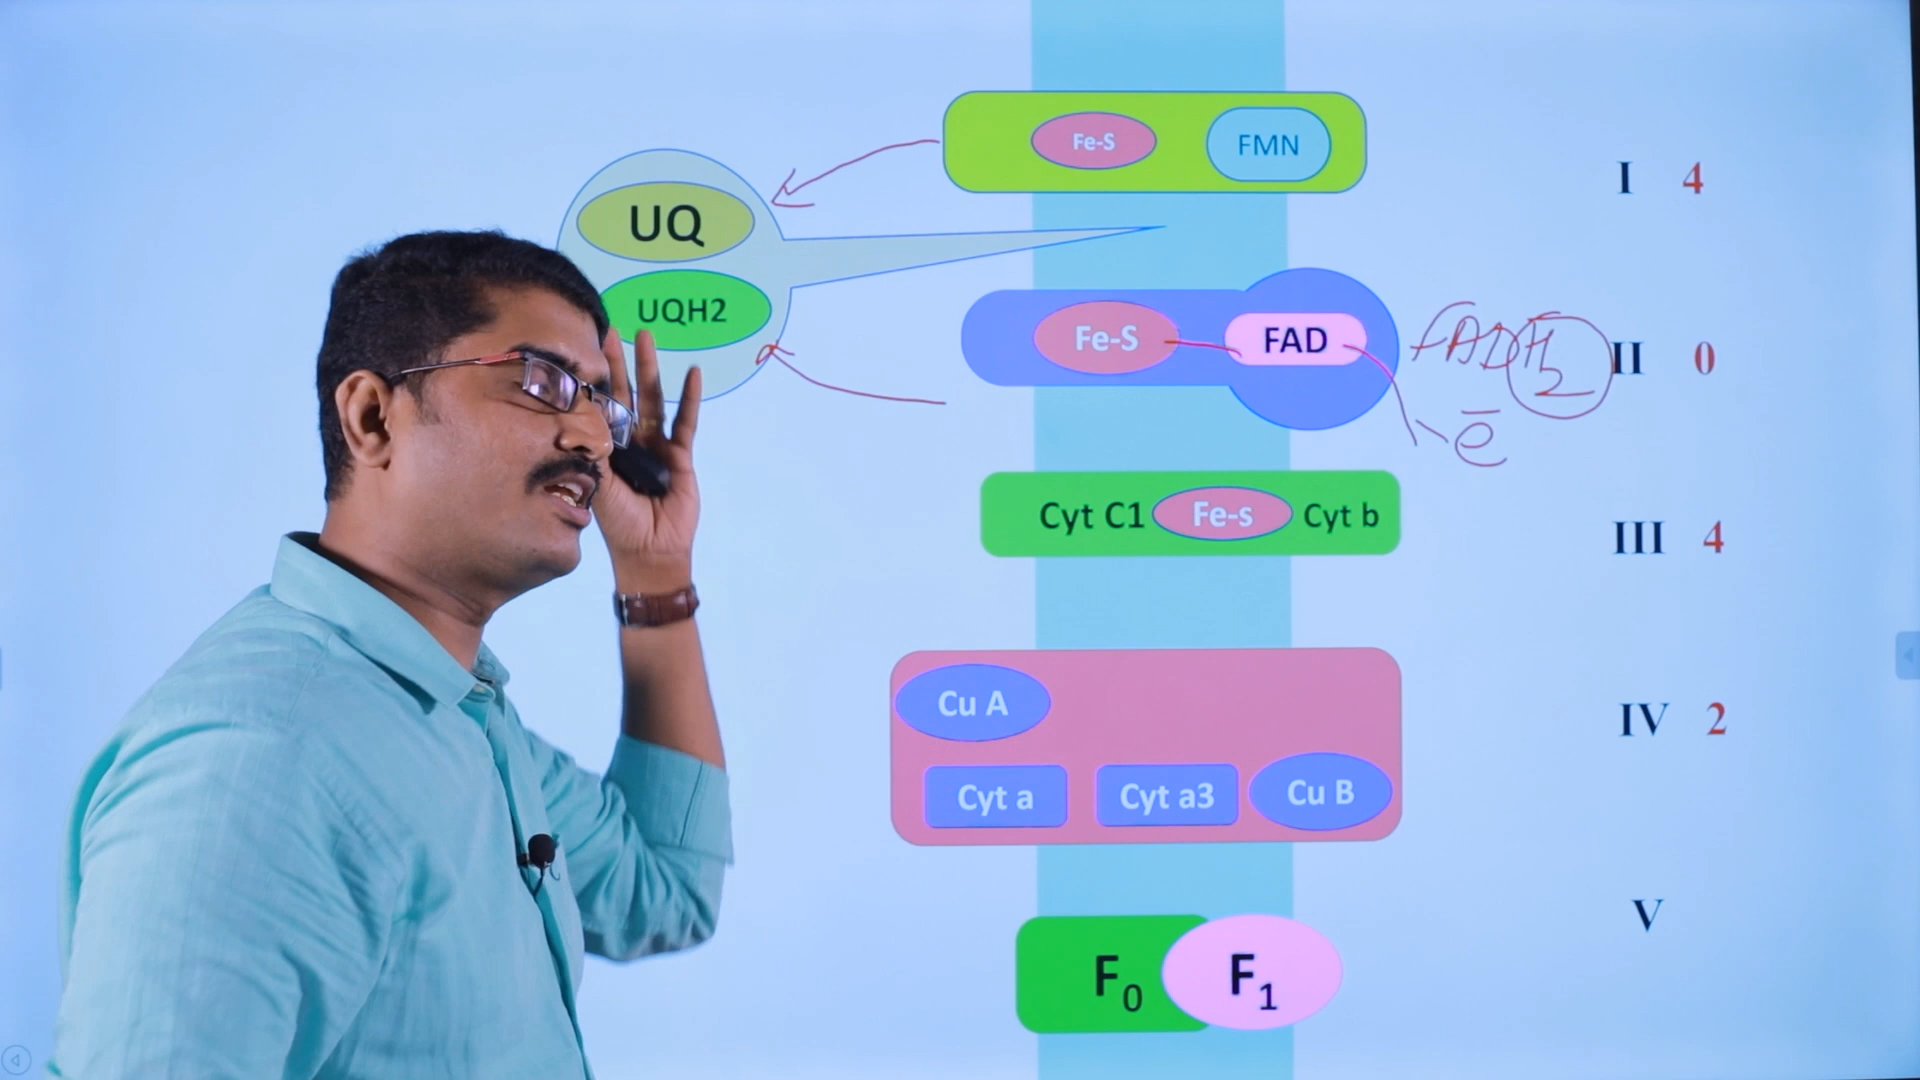 Fe-S FMN
I 4
UQ
UQH2
Fe-S FAD
FADH2
II 0
e̅
Cyt C1 Fe-s Cyt b
III 4
Cu A
IV 2
Cyt a Cyt a3 Cu B
V
F0 F1